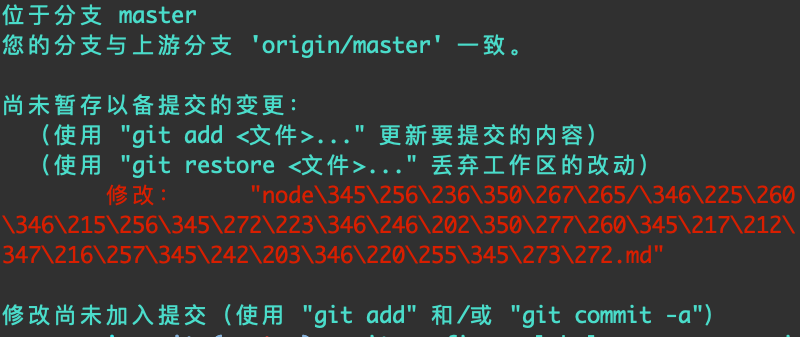 位于分支 master
您的分支与上游分支 'origin/master' 一致。
尚未暂存以备提交的变更：
（使用 "git add <文件>..." 更新要提交的内容）
（使用 "git restore <文件>..." 丢弃工作区的改动）
修改： "node\345\256\236\350\267\265/\346\225\260
\346\215\256\345\272\223\346\246\202\350\277\260\345\217\212\
347\216\257\345\242\203\346\220\255\345\273\272.md"
修改尚未加入提交（使用 "git add" 和/或 "git commit -a"）